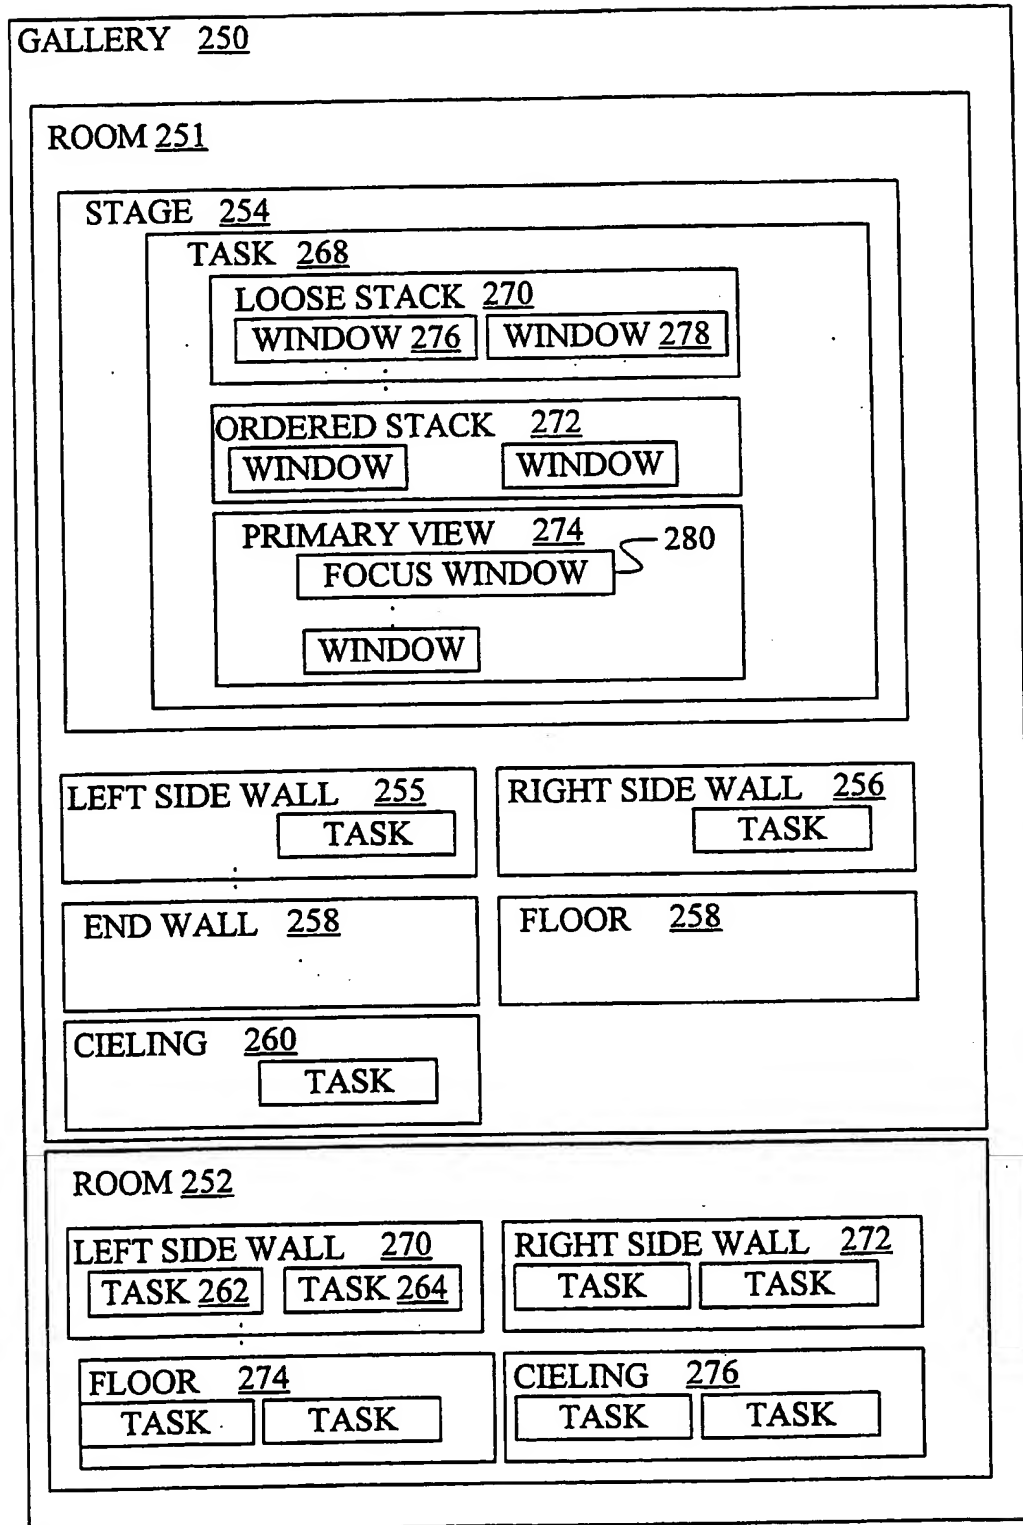 GALLERY 250
ROOM 251
STAGE 254
TASK 268
LOOSE STACK 270
WINDOW 276 WINDOW 278
ORDERED STACK 272
WINDOW WINDOW
PRIMARY VIEW 274 280
FOCUS WINDOW
WINDOW
LEFT SIDE WALL 255
TASK
RIGHT SIDE WALL 256
TASK
END WALL 258
FLOOR 258
CIELING 260
TASK
ROOM 252
LEFT SIDE WALL 270
TASK 262 TASK 264
RIGHT SIDE WALL 272
TASK TASK
FLOOR 274
TASK TASK
CIELING 276
TASK TASK